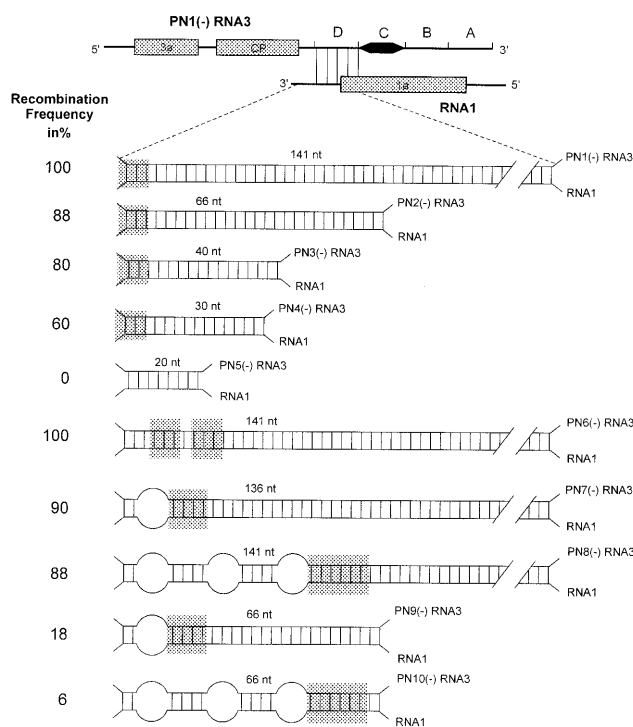 PN1(-) RNA3
D C B A
5' 3a CP 3'
3' 1a 5'
RNA1
Recombination
Frequency
in%
100 141 nt PN1(-) RNA3
RNA1
88 66 nt PN2(-) RNA3
RNA1
80 40 nt PN3(-) RNA3
RNA1
60 30 nt PN4(-) RNA3
RNA1
0 20 nt PN5(-) RNA3
RNA1
100 141 nt PN6(-) RNA3
RNA1
90 136 nt PN7(-) RNA3
RNA1
88 141 nt PN8(-) RNA3
RNA1
18 66 nt PN9(-) RNA3
RNA1
6 66 nt PN10(-) RNA3
RNA1